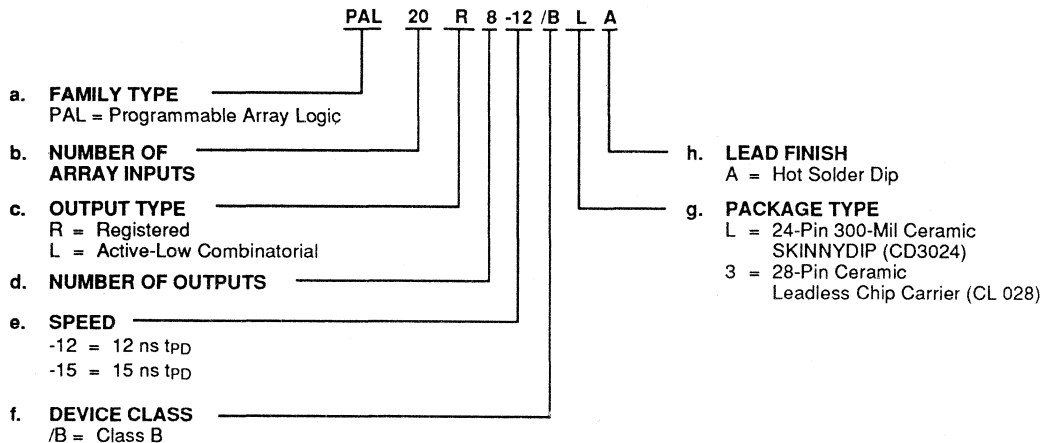 PAL 20 R 8 -12 /B L A
a. FAMILY TYPE
PAL = Programmable Array Logic
b. NUMBER OF
ARRAY INPUTS
c. OUTPUT TYPE
R = Registered
L = Active-Low Combinatorial
d. NUMBER OF OUTPUTS
e. SPEED
-12 = 12 ns tPD
-15 = 15 ns tPD
f. DEVICE CLASS
/B = Class B
h. LEAD FINISH
A = Hot Solder Dip
g. PACKAGE TYPE
L = 24-Pin 300-Mil Ceramic
SKINNYDIP (CD3024)
3 = 28-Pin Ceramic
Leadless Chip Carrier (CL 028)